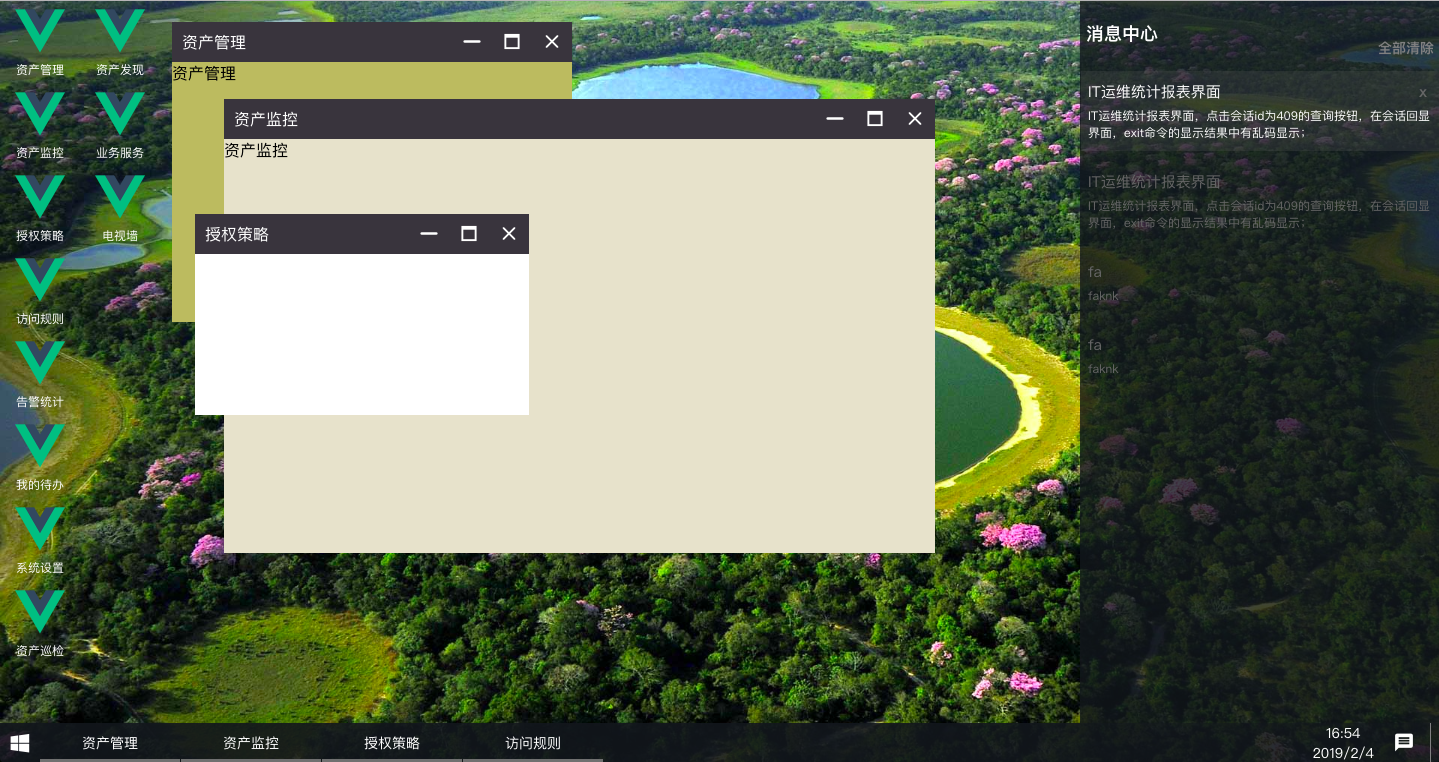 资产管理
资产发现
资产监控
业务服务
授权策略
电视墙
访问规则
告警统计
我的待办
系统设置
资产巡检
资产管理
资产管理
资产监控
资产监控
授权策略
消息中心
全部清除
IT运维统计报表界面
x
IT运维统计报表界面，点击会话id为409的查询按钮，在会话回显
界面，exit命令的显示结果中有乱码显示；
IT运维统计报表界面
IT运维统计报表界面，点击会话id为409的查询按钮，在会话回显
界面，exit命令的显示结果中有乱码显示；
fa
faknk
fa
faknk
资产管理
资产监控
授权策略
访问规则
16:54
2019/2/4